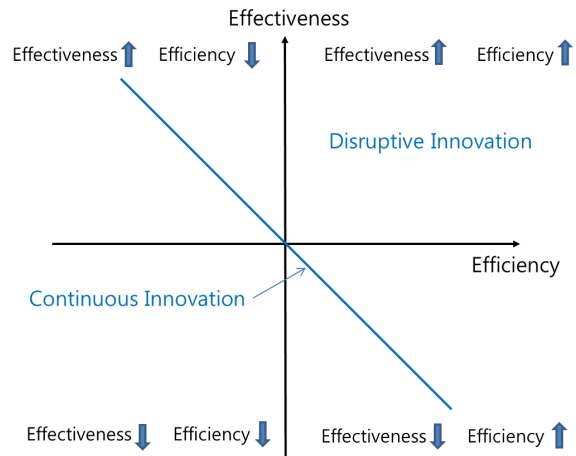 Effectiveness
Effectiveness Efficiency Effectiveness Efficiency
Disruptive Innovation
Efficiency
Continuous Innovation
Effectiveness Efficiency Effectiveness Efficiency